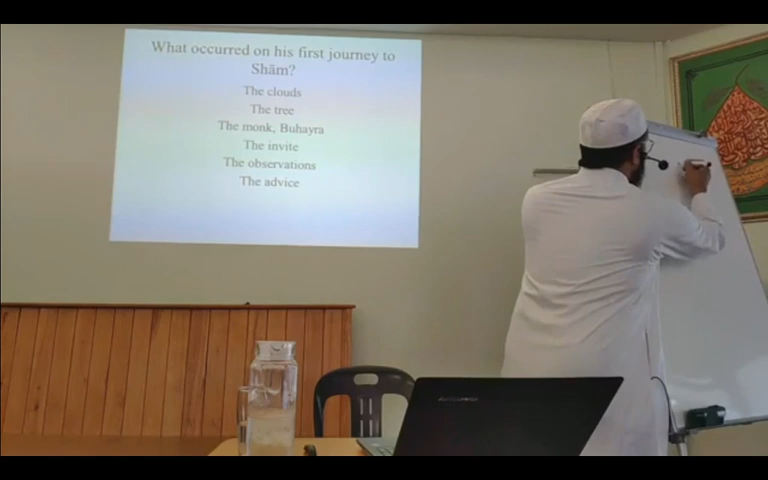 What occurred on his first journey to
Shām?
The clouds
The tree
The monk, Buhayra
The invite
The observations
The advice